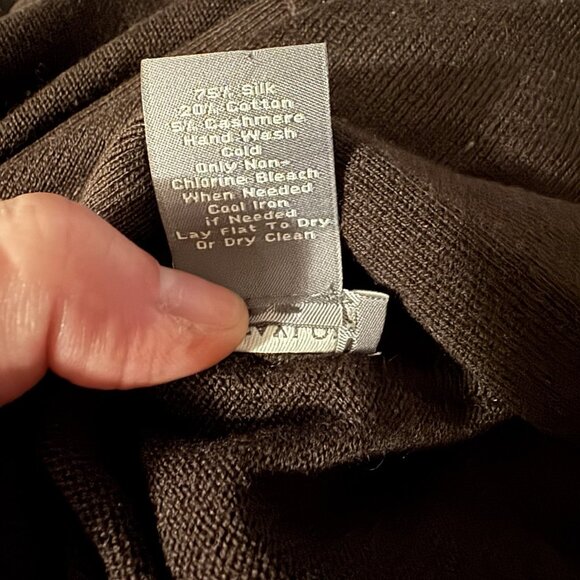 75% Silk
20% Cotton
5% Cashmere
Hand Wash
Cold
Only Non-
Chlorine Bleach
When Needed
Cool Iron
if Needed
Lay Flat To Dry
Or Dry Clean